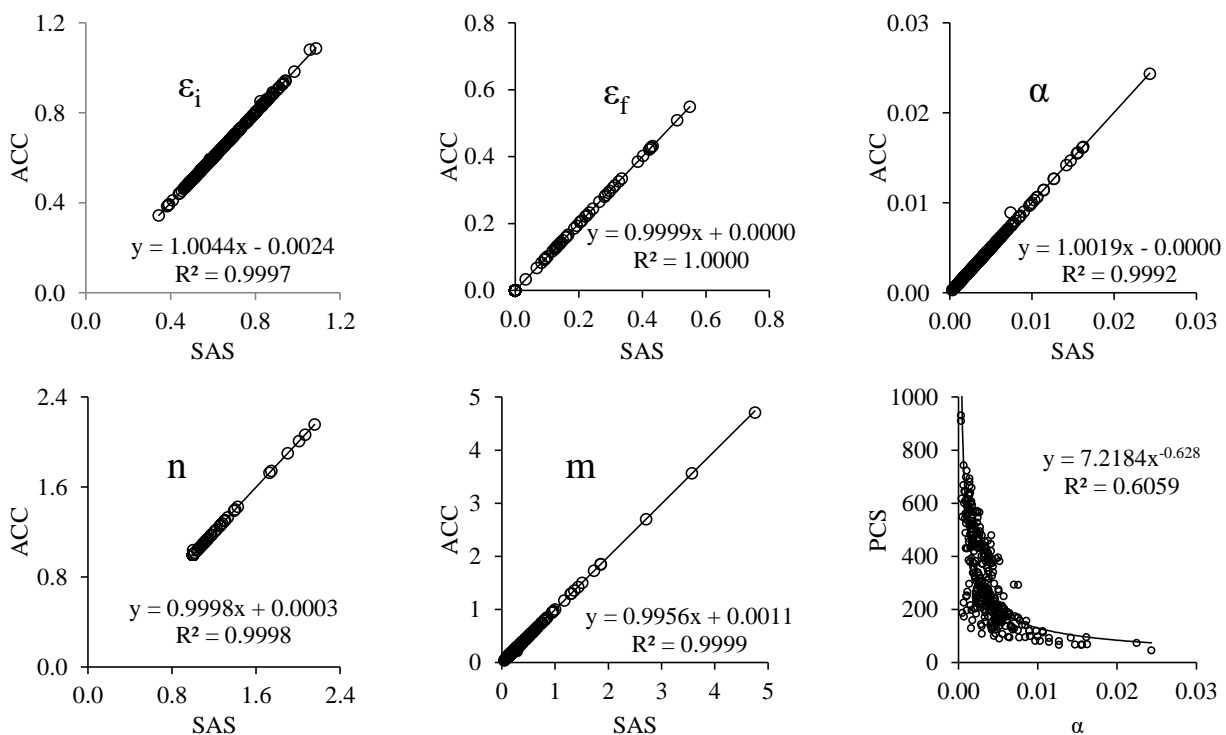 1.2
0.8
0.4
0.0
ACC
εi
y = 1.0044x - 0.0024
R² = 0.9997
0.0 0.4 0.8 1.2
SAS
0.8
0.6
0.4
0.2
0.0
ACC
εf
y = 0.9999x + 0.0000
R² = 1.0000
0.0 0.2 0.4 0.6 0.8
SAS
0.03
0.02
0.01
0.00
ACC
α
y = 1.0019x - 0.0000
R² = 0.9992
0.00 0.01 0.02 0.03
SAS
2.4
1.6
0.8
0.0
ACC
n
y = 0.9998x + 0.0003
R² = 0.9998
0.0 0.8 1.6 2.4
SAS
5
4
3
2
1
0
ACC
m
y = 0.9956x + 0.0011
R² = 0.9999
0 1 2 3 4 5
SAS
1000
800
600
400
200
0
PCS
y = 7.2184x-0.628
R² = 0.6059
0.00 0.01 0.02 0.03
α